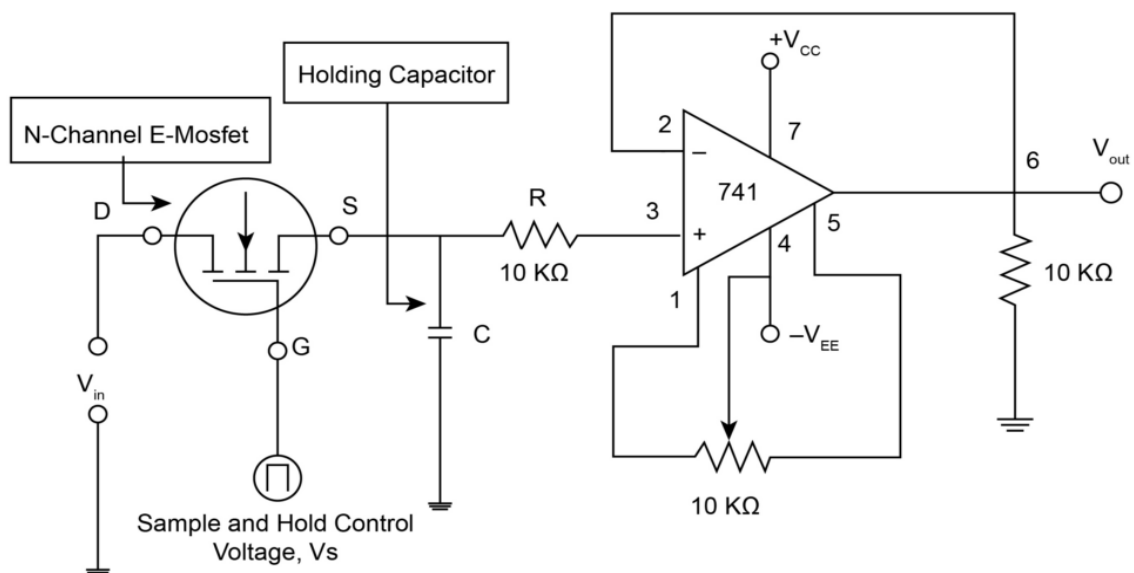 +V_CC
Holding Capacitor
N-Channel E-Mosfet
2
7
6
V_out
–
741
D
S
R
3
+
5
4
10 KΩ
1
10 KΩ
G
C
–V_EE
V_in
10 KΩ
Sample and Hold Control
Voltage, Vs